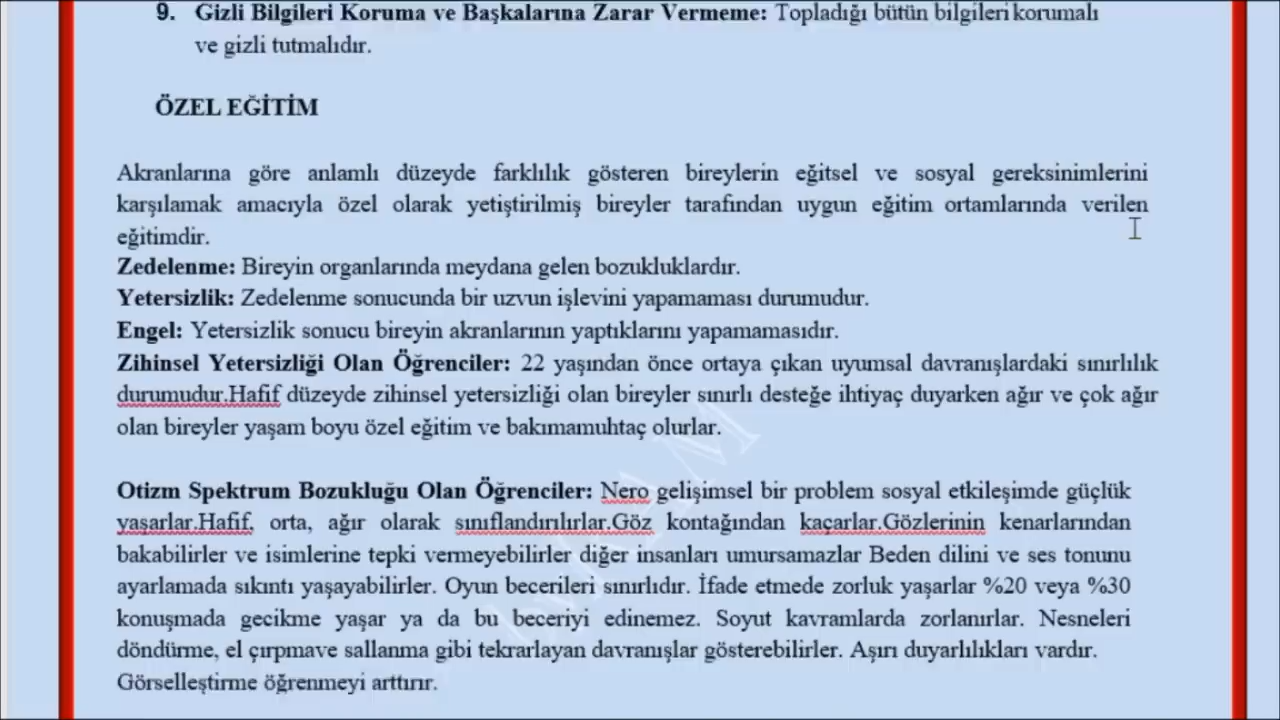 9. Gizli Bilgileri Koruma ve Başkalarına Zarar Vermeme: Topladığı bütün bilgileri korumalı
ve gizli tutmalıdır.
ÖZEL EĞİTİM
Akranlarına göre anlamlı düzeyde farklılık gösteren bireylerin eğitsel ve sosyal gereksinimlerini
karşılamak amacıyla özel olarak yetiştirilmiş bireyler tarafından uygun eğitim ortamlarında verilen
eğitimdir.
Zedelenme: Bireyin organlarında meydana gelen bozukluklardır.
Yetersizlik: Zedelenme sonucunda bir uzvun işlevini yapamaması durumudur.
Engel: Yetersizlik sonucu bireyin akranlarının yaptıklarını yapamamasıdır.
Zihinsel Yetersizliği Olan Öğrenciler: 22 yaşından önce ortaya çıkan uyumsal davranışlardaki sınırlılık
durumudur.Hafif düzeyde zihinsel yetersizliği olan bireyler sınırlı desteğe ihtiyaç duyarken ağır ve çok ağır
olan bireyler yaşam boyu özel eğitim ve bakımamuhtaç olurlar.
Otizm Spektrum Bozukluğu Olan Öğrenciler: Nero gelişimsel bir problem sosyal etkileşimde güçlük
yaşarlar.Hafif, orta, ağır olarak sınıflandırılırlar.Göz kontağından kaçarlar.Gözlerinin kenarlarından
bakabilirler ve isimlerine tepki vermeyebilirler diğer insanları umursamazlar Beden dilini ve ses tonunu
ayarlamada sıkıntı yaşayabilirler. Oyun becerileri sınırlıdır. İfade etmede zorluk yaşarlar %20 veya %30
konuşmada gecikme yaşar ya da bu beceriyi edinemez. Soyut kavramlarda zorlanırlar. Nesneleri
döndürme, el çırpmave sallanma gibi tekrarlayan davranışlar gösterebilirler. Aşırı duyarlılıkları vardır.
Görselleştirme öğrenmeyi arttırır.